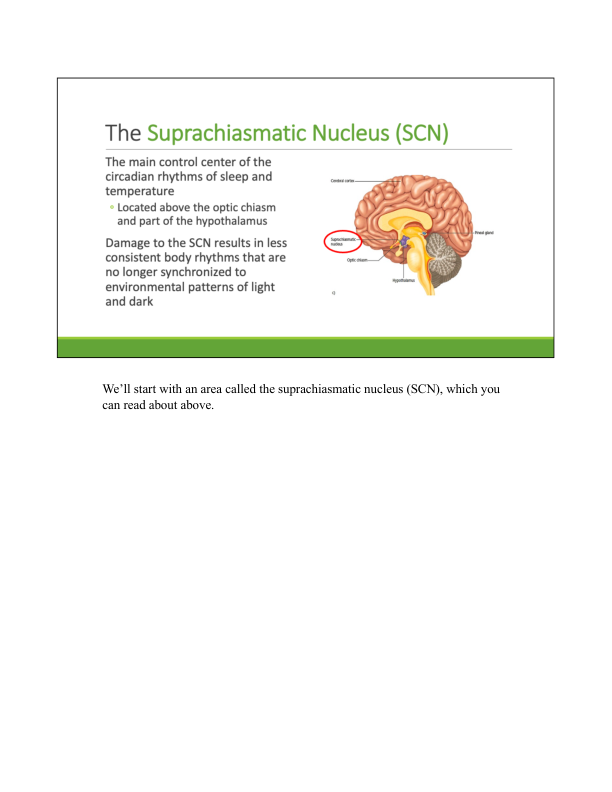 The Suprachiasmatic Nucleus (SCN)
The main control center of the
circadian rhythms of sleep and
temperature
• Located above the optic chiasm
and part of the hypothalamus
Damage to the SCN results in less
consistent body rhythms that are
no longer synchronized to
environmental patterns of light
and dark
Cerebral cortex
Suprachiasmatic
nucleus
Pineal gland
Optic chiasm
Hypothalamus
We’ll start with an area called the suprachiasmatic nucleus (SCN), which you
can read about above.